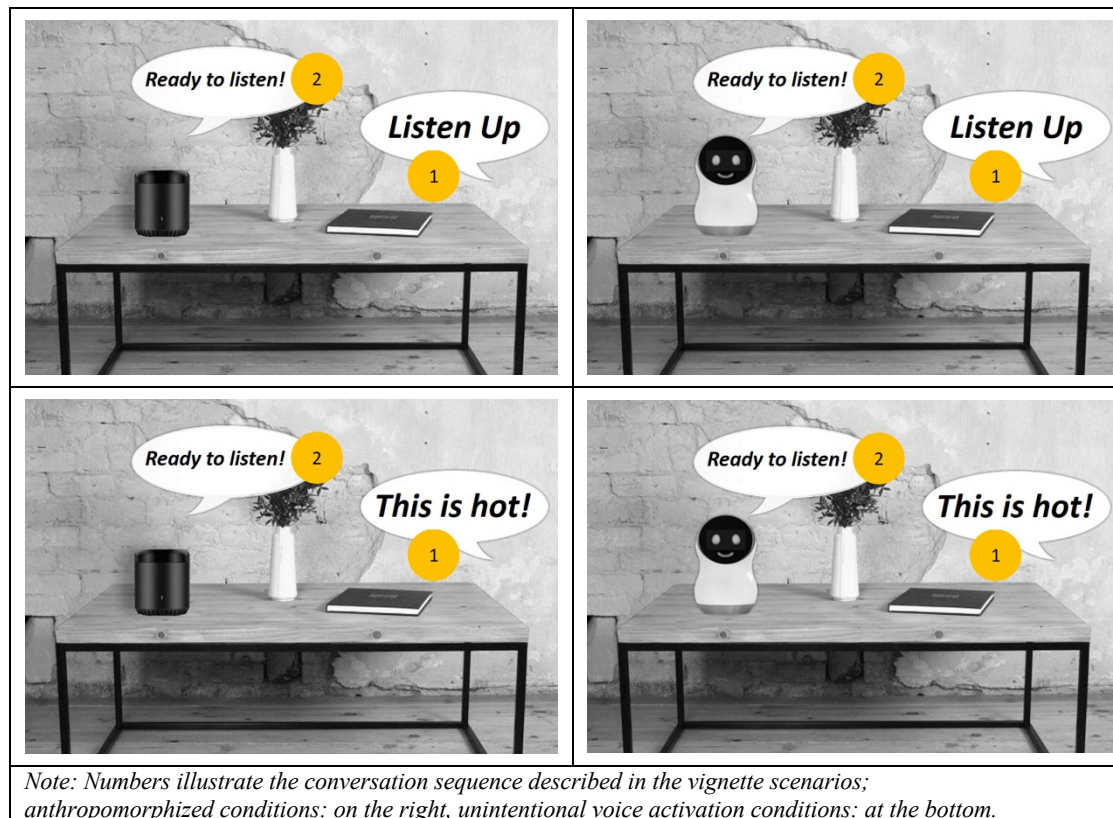 Ready to listen! 2
Listen Up
1
Ready to listen! 2
Listen Up
1
Ready to listen! 2
This is hot!
1
Ready to listen! 2
This is hot!
1
Note: Numbers illustrate the conversation sequence described in the vignette scenarios;
anthropomorphized conditions: on the right, unintentional voice activation conditions: at the bottom.